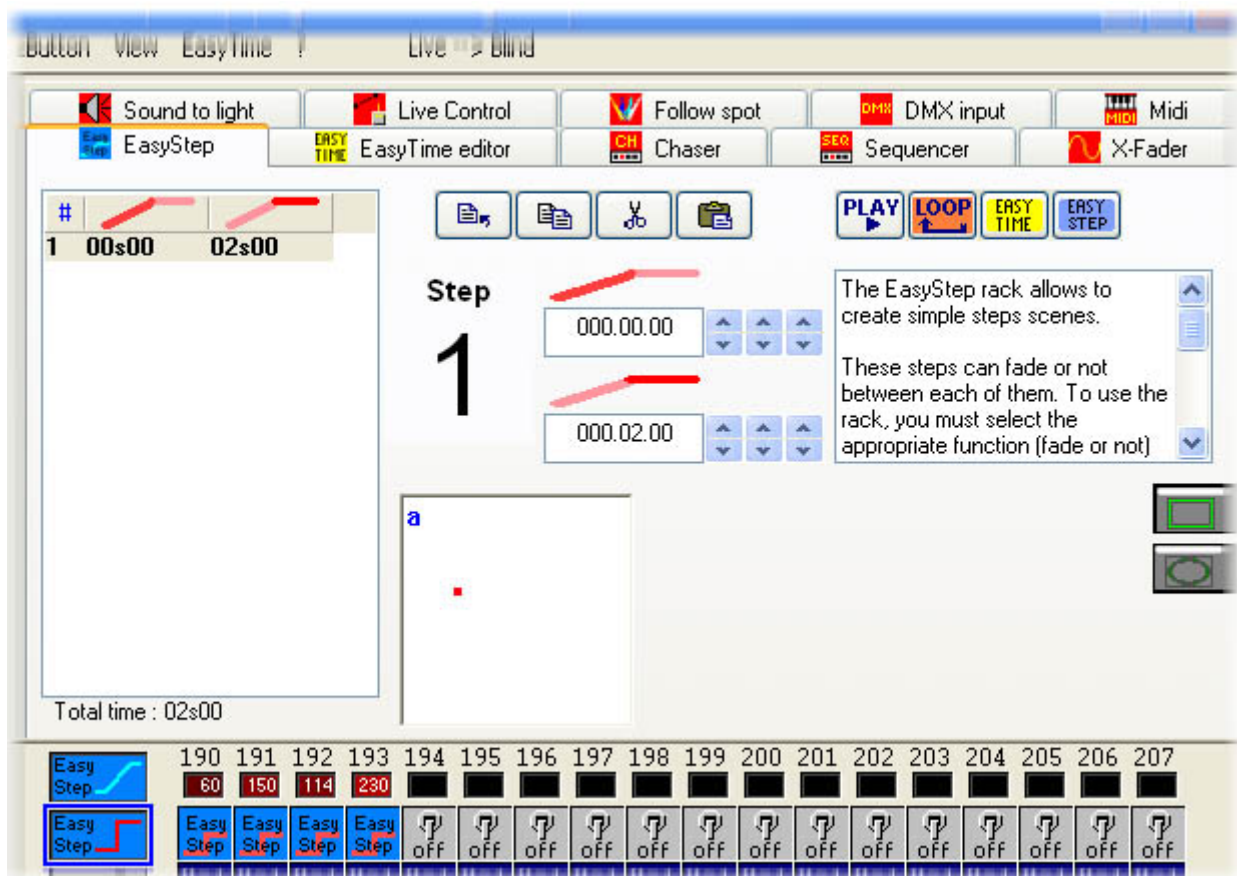 Button View EasyTime ! Live => Blind
Sound to light Live Control Follow spot DMX DMX input MIDI Midi
Easy Step EasyStep EASY TIME EasyTime editor CH Chaser SEQ Sequencer X-Fader
# 
1 00s00 02s00
PLAY LOOP EASY TIME EASY STEP
Step
1
000.00.00
000.02.00
The EasyStep rack allows to
create simple steps scenes.
These steps can fade or not
between each of them. To use the
rack, you must select the
appropriate function (fade or not)
a
Total time : 02s00
190 191 192 193 194 195 196 197 198 199 200 201 202 203 204 205 206 207
Easy
Step
60 150 114 230
Easy Easy Easy Easy Easy
Step Step Step Step Step off off off off off off off off off off off off off off